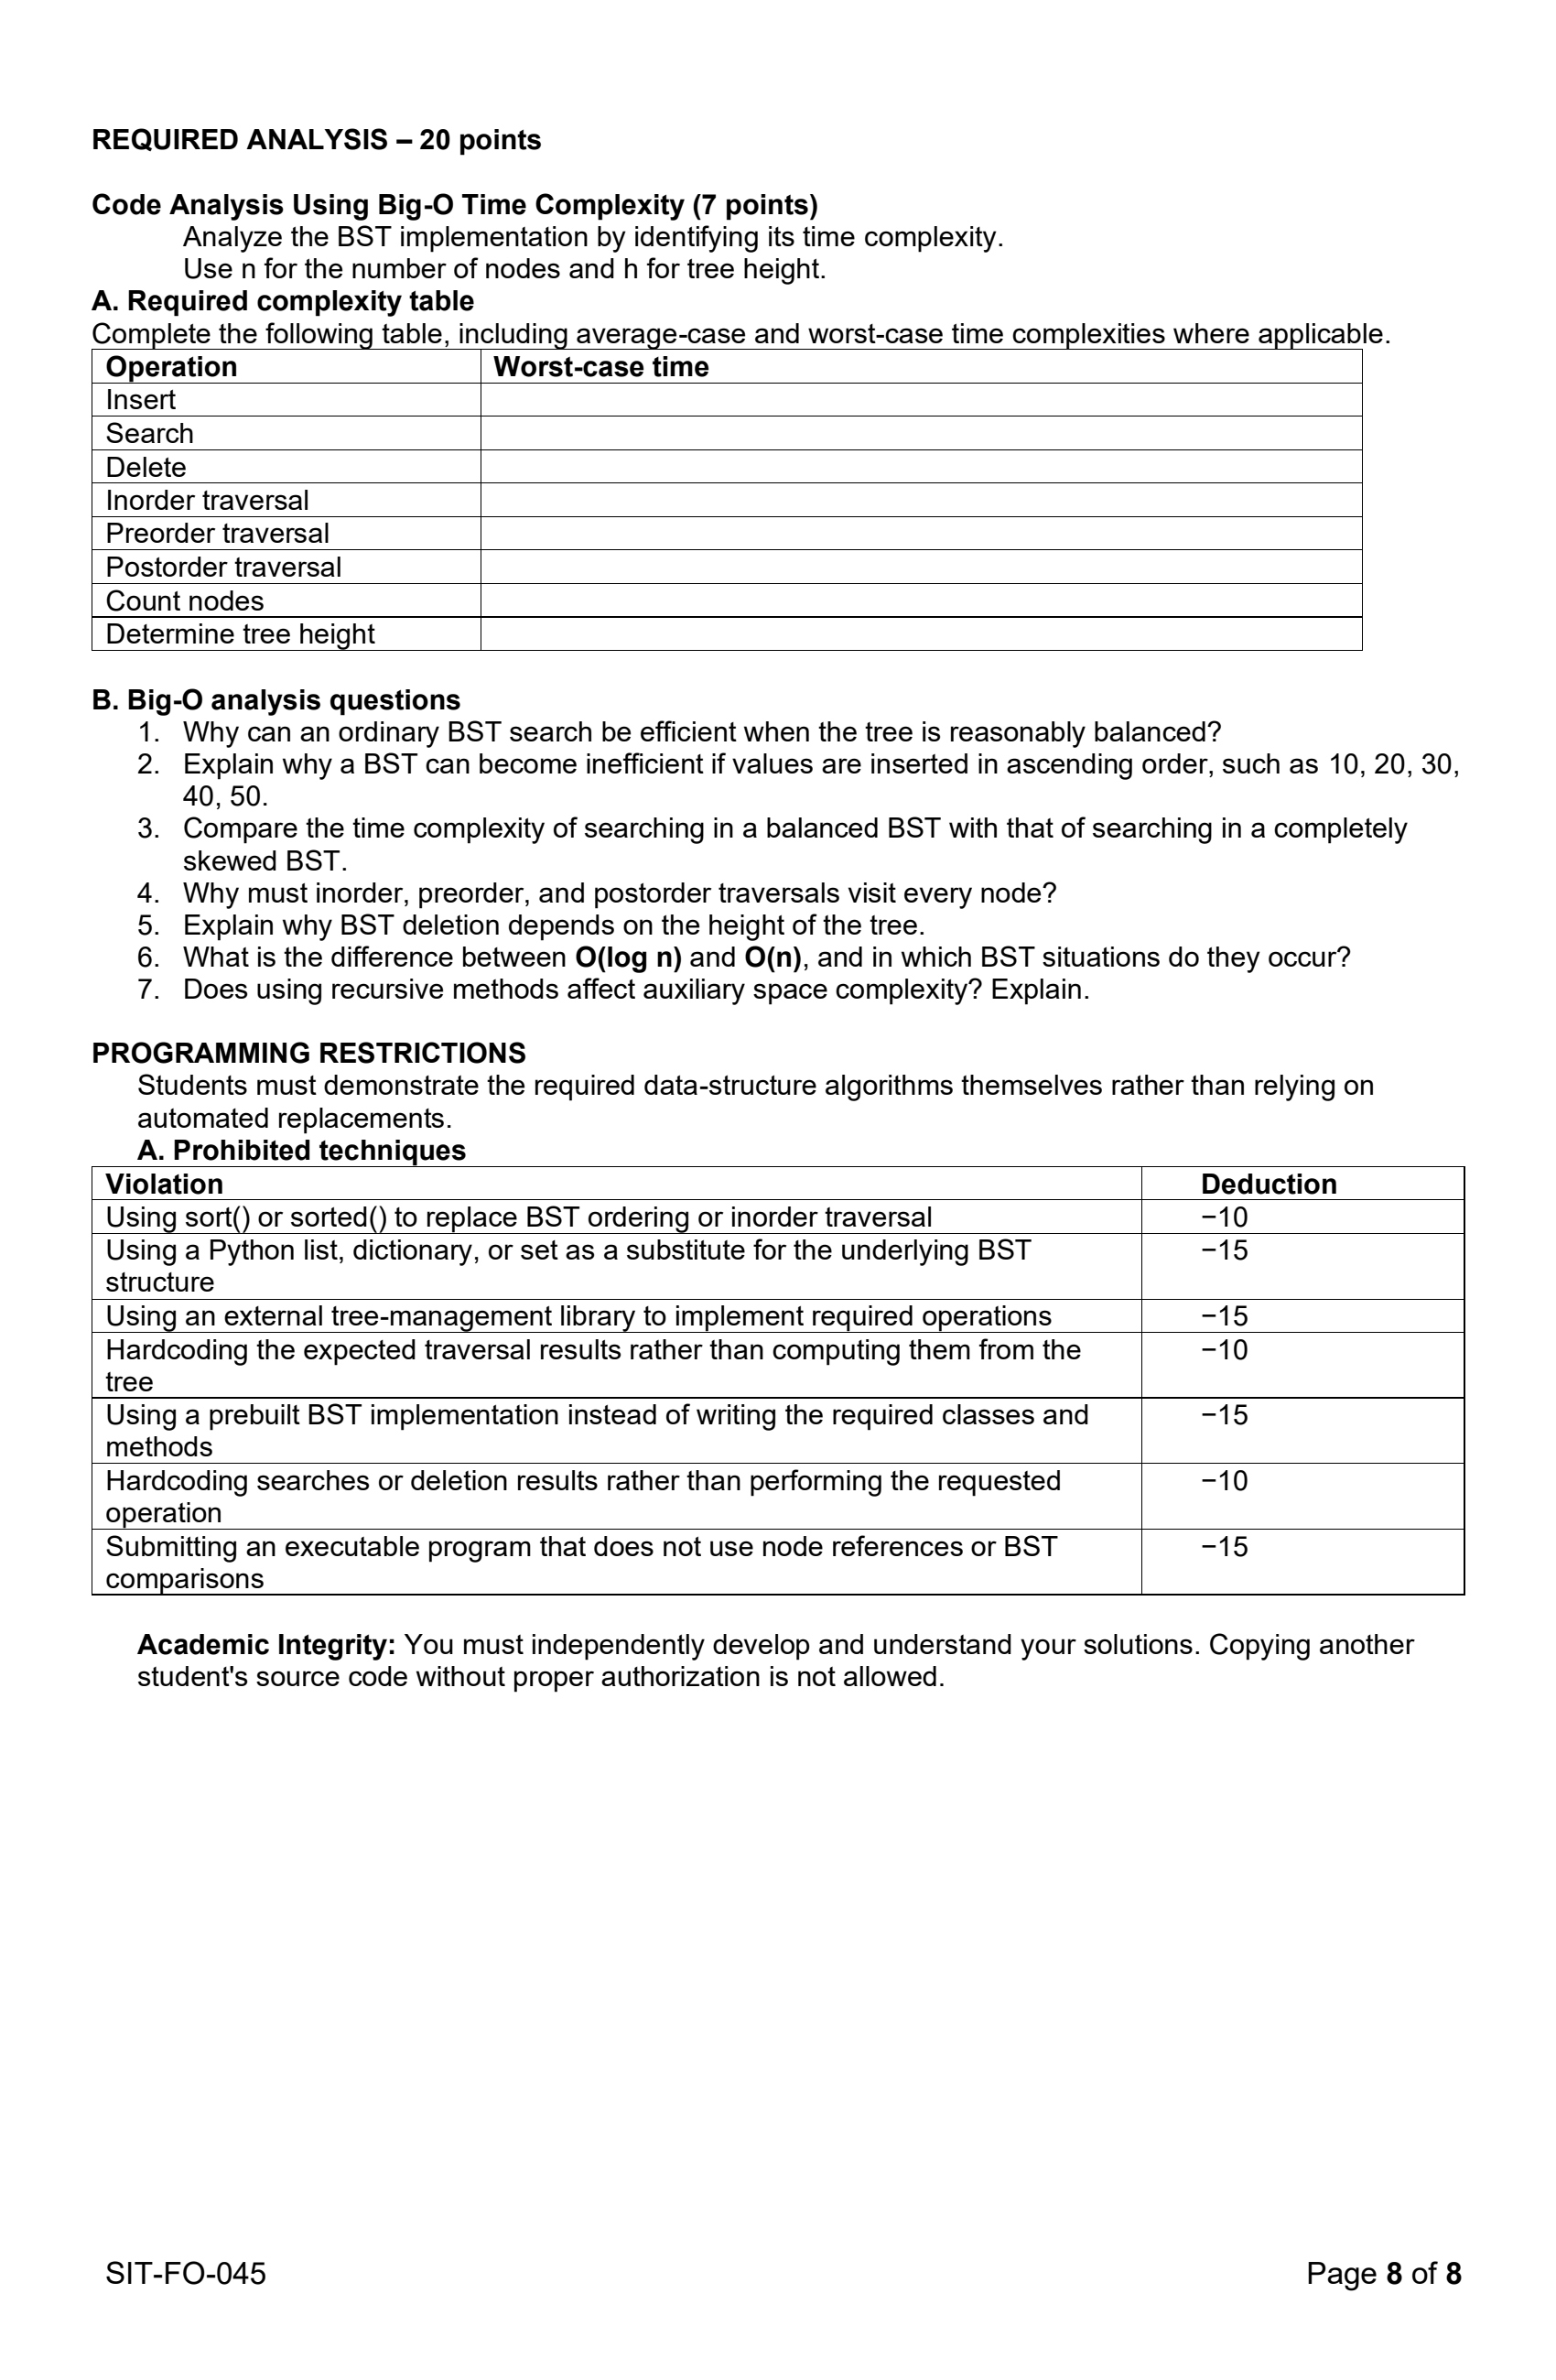 REQUIRED ANALYSIS – 20 points
Code Analysis Using Big-O Time Complexity (7 points)
Analyze the BST implementation by identifying its time complexity.
Use n for the number of nodes and h for tree height.
A. Required complexity table
Complete the following table, including average-case and worst-case time complexities where applicable.
Operation Worst-case time
Insert
Search
Delete
Inorder traversal
Preorder traversal
Postorder traversal
Count nodes
Determine tree height
B. Big-O analysis questions
1. Why can an ordinary BST search be efficient when the tree is reasonably balanced?
2. Explain why a BST can become inefficient if values are inserted in ascending order, such as 10, 20, 30,
40, 50.
3. Compare the time complexity of searching in a balanced BST with that of searching in a completely
skewed BST.
4. Why must inorder, preorder, and postorder traversals visit every node?
5. Explain why BST deletion depends on the height of the tree.
6. What is the difference between O(log n) and O(n), and in which BST situations do they occur?
7. Does using recursive methods affect auxiliary space complexity? Explain.
PROGRAMMING RESTRICTIONS
Students must demonstrate the required data-structure algorithms themselves rather than relying on
automated replacements.
A. Prohibited techniques
Violation Deduction
Using sort() or sorted() to replace BST ordering or inorder traversal −10
Using a Python list, dictionary, or set as a substitute for the underlying BST −15
structure
Using an external tree-management library to implement required operations −15
Hardcoding the expected traversal results rather than computing them from the −10
tree
Using a prebuilt BST implementation instead of writing the required classes and −15
methods
Hardcoding searches or deletion results rather than performing the requested −10
operation
Submitting an executable program that does not use node references or BST −15
comparisons
Academic Integrity: You must independently develop and understand your solutions. Copying another
student's source code without proper authorization is not allowed.
SIT-FO-045 Page 8 of 8